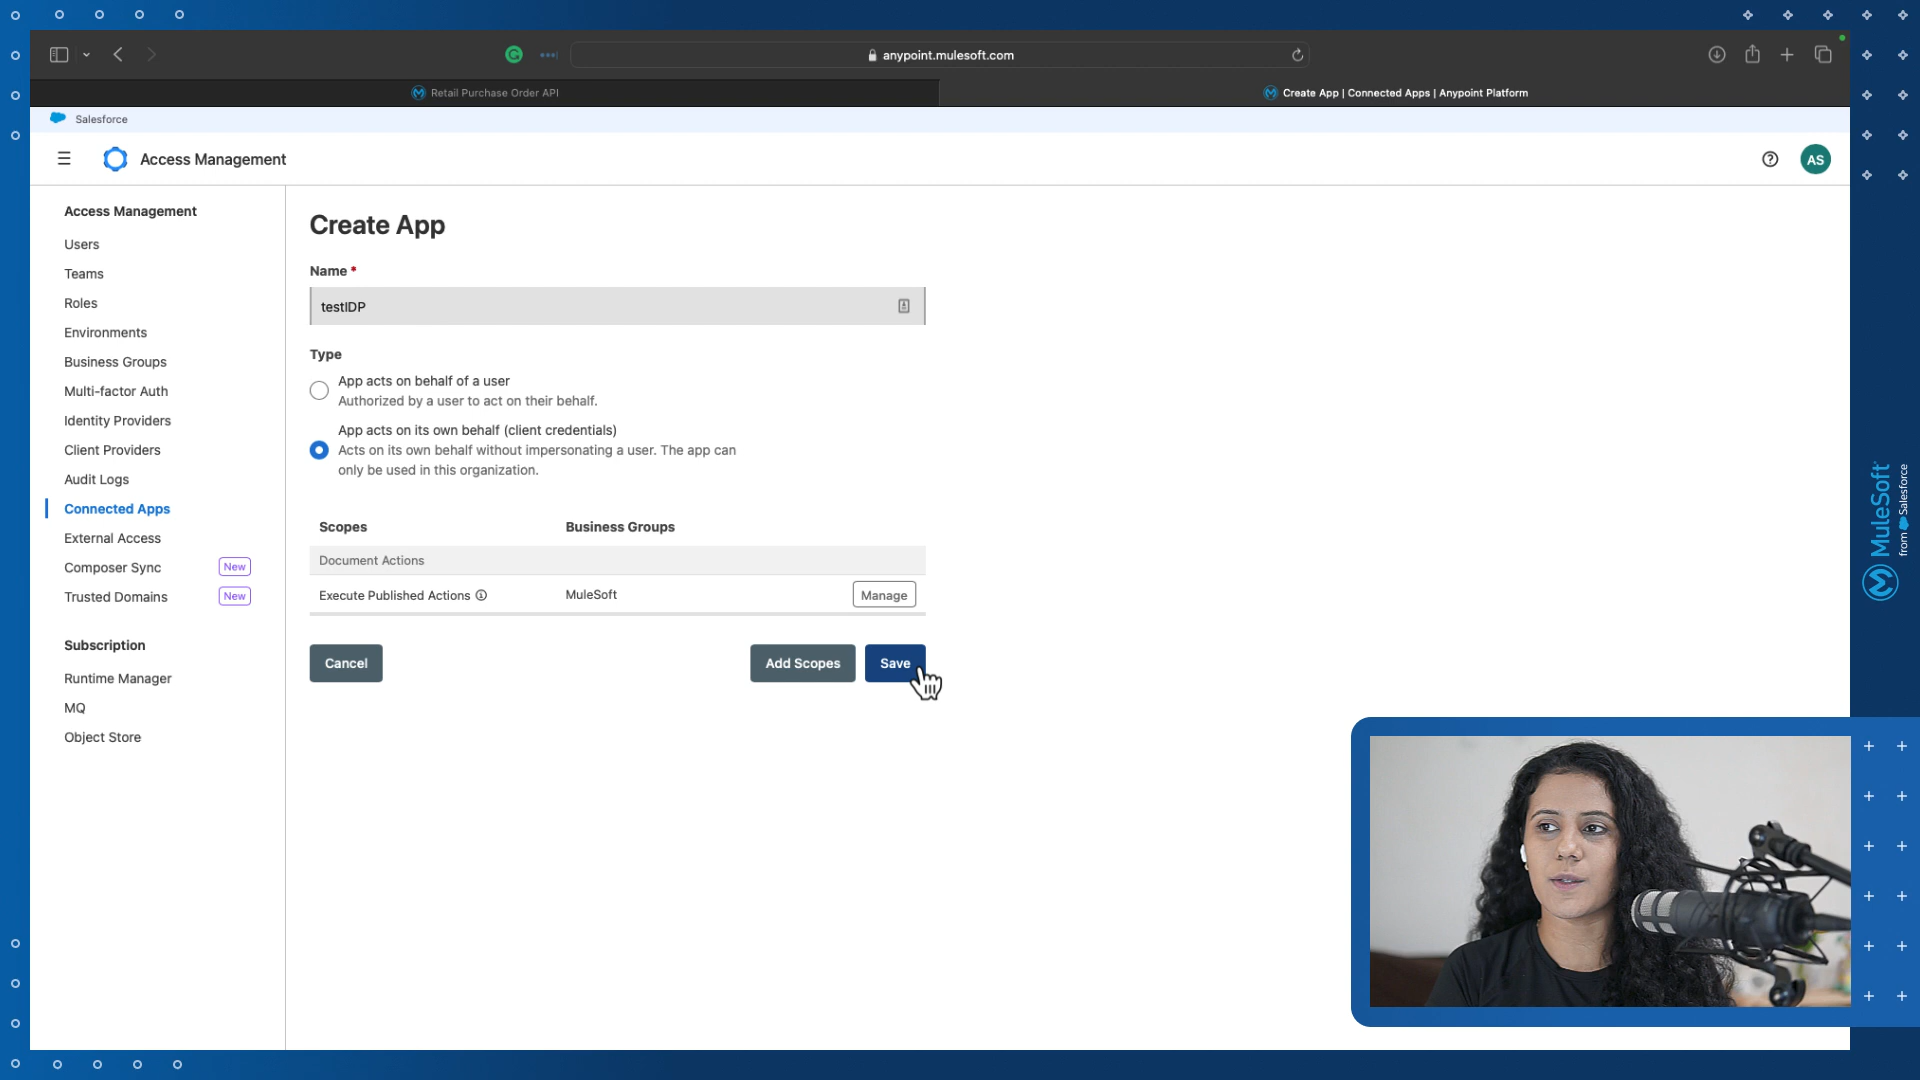 anypoint.mulesoft.com
Retail Purchase Order API
Create App | Connected Apps | Anypoint Platform
Salesforce
Access Management
AS
Access Management
Users
Teams
Roles
Environments
Business Groups
Multi-factor Auth
Identity Providers
Client Providers
Audit Logs
Connected Apps
External Access
Composer Sync New
Trusted Domains New
Subscription
Runtime Manager
MQ
Object Store
Create App
Name *
testIDP
Type
App acts on behalf of a user
Authorized by a user to act on their behalf.
App acts on its own behalf (client credentials)
Acts on its own behalf without impersonating a user. The app can
only be used in this organization.
Scopes Business Groups
Document Actions
Execute Published Actions MuleSoft Manage
Cancel Add Scopes Save
MuleSoft
from Salesforce